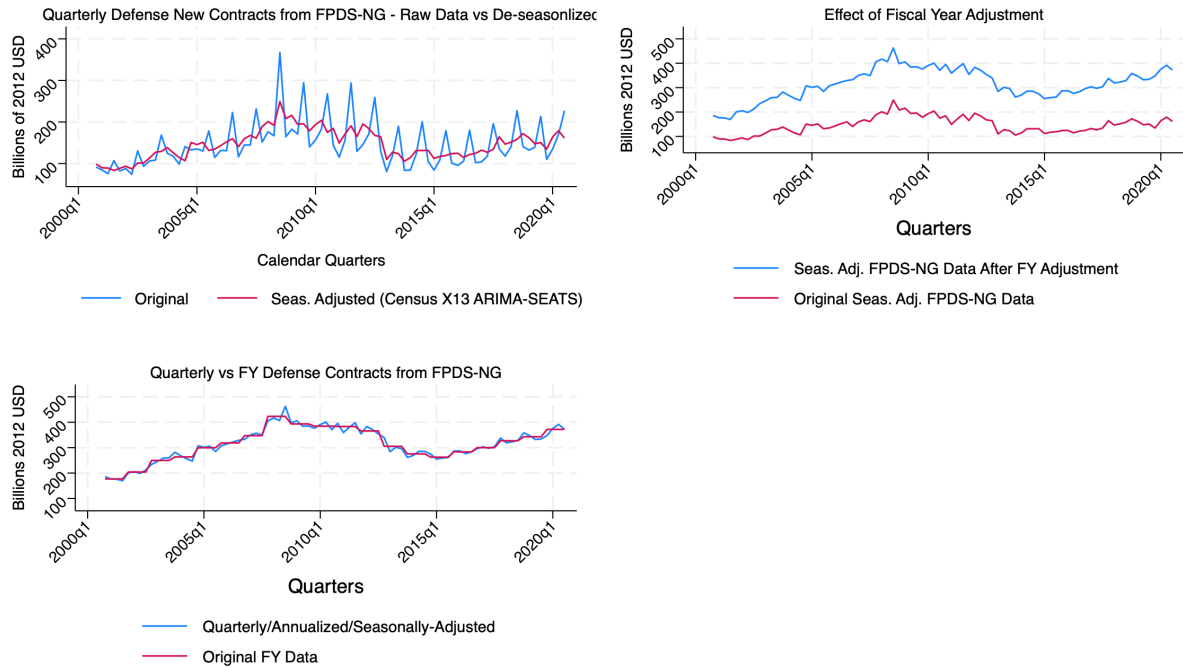 Quarterly Defense New Contracts from FPDS-NG - Raw Data vs De-seasonlized
Billions of 2012 USD
400
300
200
100
2000q1
2005q1
2010q1
2015q1
2020q1
Calendar Quarters
Original
Seas. Adjusted (Census X13 ARIMA-SEATS)
Effect of Fiscal Year Adjustment
Billions 2012 USD
500
400
300
200
100
2000q1
2005q1
2010q1
2015q1
2020q1
Quarters
Seas. Adj. FPDS-NG Data After FY Adjustment
Original Seas. Adj. FPDS-NG Data
Quarterly vs FY Defense Contracts from FPDS-NG
Billions 2012 USD
500
400
300
200
100
2000q1
2005q1
2010q1
2015q1
2020q1
Quarters
Quarterly/Annualized/Seasonally-Adjusted
Original FY Data